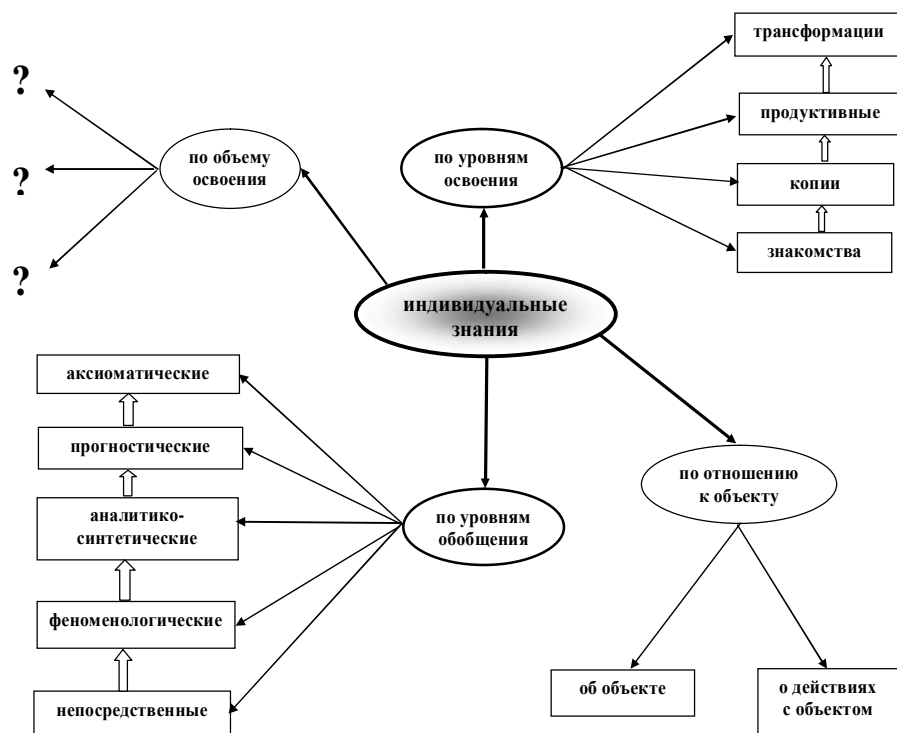 трансформации
?
продуктивные
по объему
освоения
по уровням
освоения
?
копии
знакомства
?
индивидуальные
знания
аксиоматические
прогностические
по отношению
к объекту
аналитико-
синтетические
по уровням
обобщения
феноменологические
об объекте
о действиях
с объектом
непосредственные